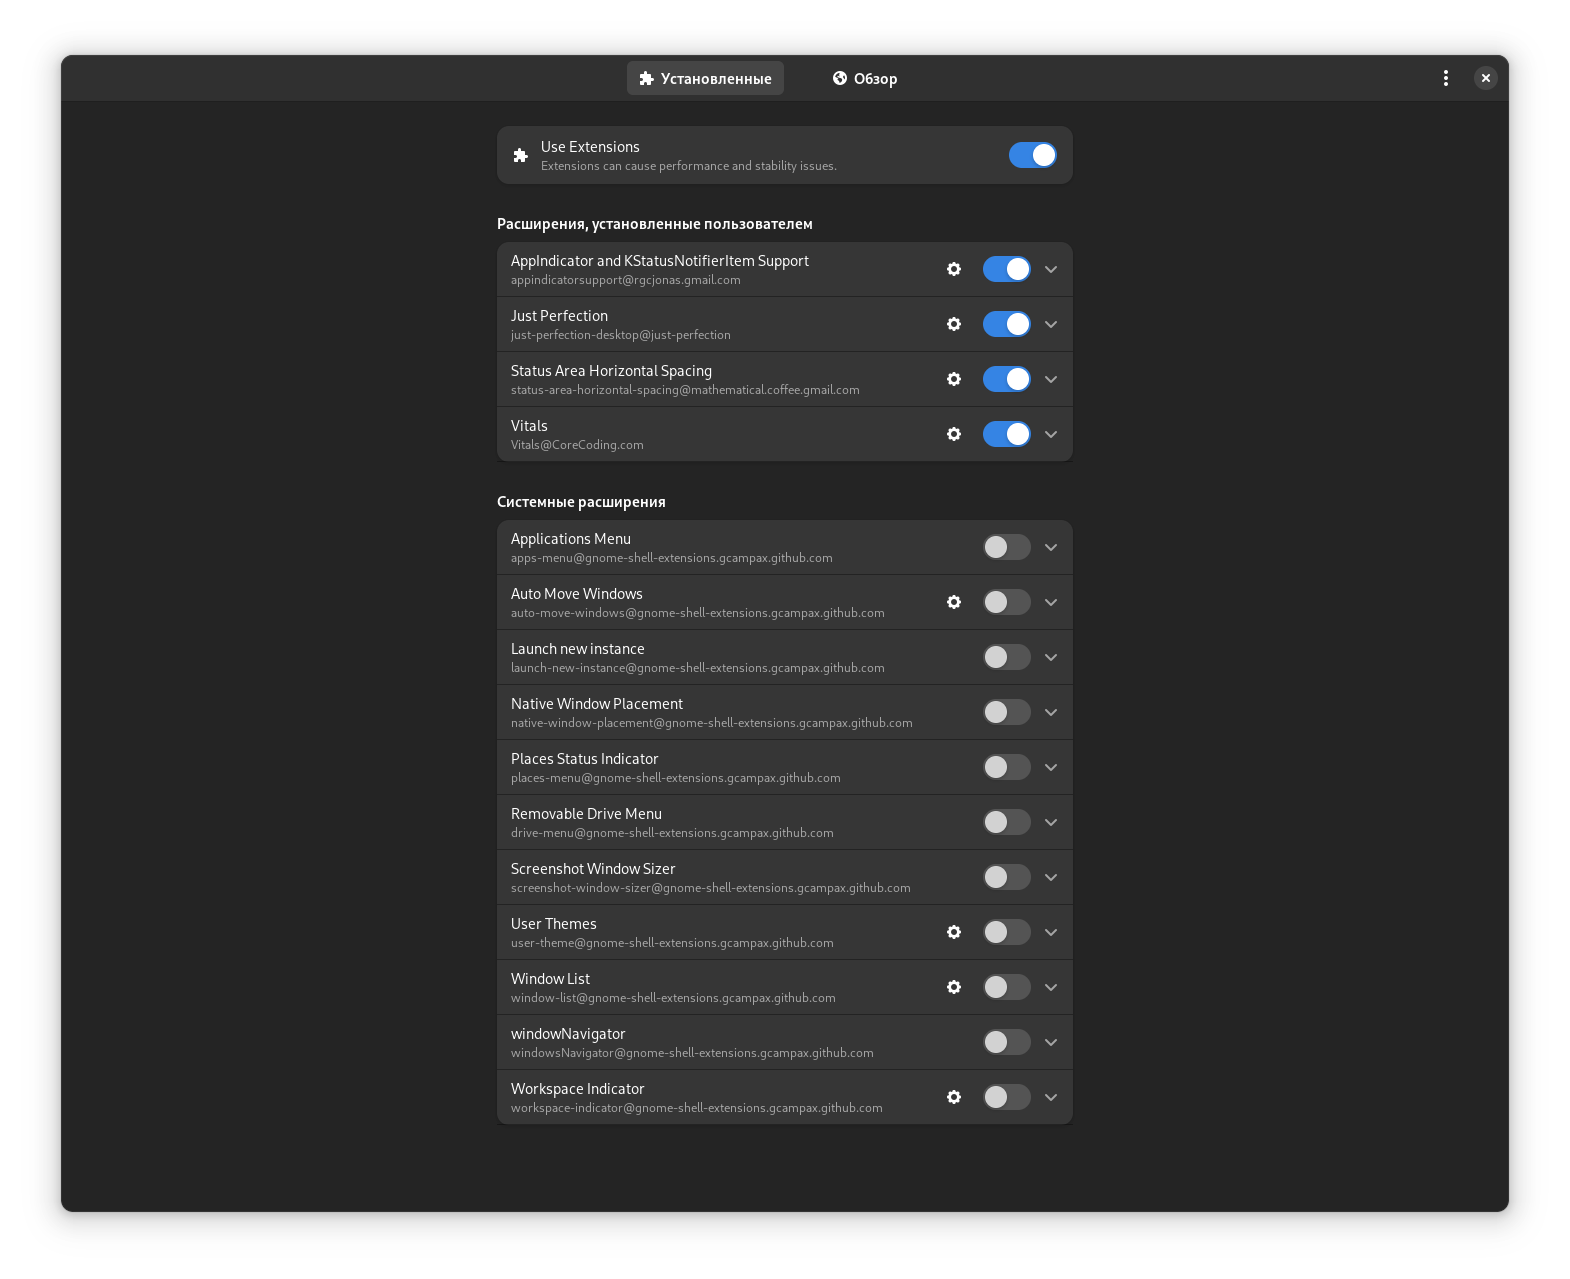 Установленные
Обзор
Use Extensions
Extensions can cause performance and stability issues.
Расширения, установленные пользователем
AppIndicator and KStatusNotifierItem Support
appindicatorsupport@rgcjonas.gmail.com
Just Perfection
just-perfection-desktop@just-perfection
Status Area Horizontal Spacing
status-area-horizontal-spacing@mathematical.coffee.gmail.com
Vitals
Vitals@CoreCoding.com
Системные расширения
Applications Menu
apps-menu@gnome-shell-extensions.gcampax.github.com
Auto Move Windows
auto-move-windows@gnome-shell-extensions.gcampax.github.com
Launch new instance
launch-new-instance@gnome-shell-extensions.gcampax.github.com
Native Window Placement
native-window-placement@gnome-shell-extensions.gcampax.github.com
Places Status Indicator
places-menu@gnome-shell-extensions.gcampax.github.com
Removable Drive Menu
drive-menu@gnome-shell-extensions.gcampax.github.com
Screenshot Window Sizer
screenshot-window-sizer@gnome-shell-extensions.gcampax.github.com
User Themes
user-theme@gnome-shell-extensions.gcampax.github.com
Window List
window-list@gnome-shell-extensions.gcampax.github.com
windowNavigator
windowsNavigator@gnome-shell-extensions.gcampax.github.com
Workspace Indicator
workspace-indicator@gnome-shell-extensions.gcampax.github.com